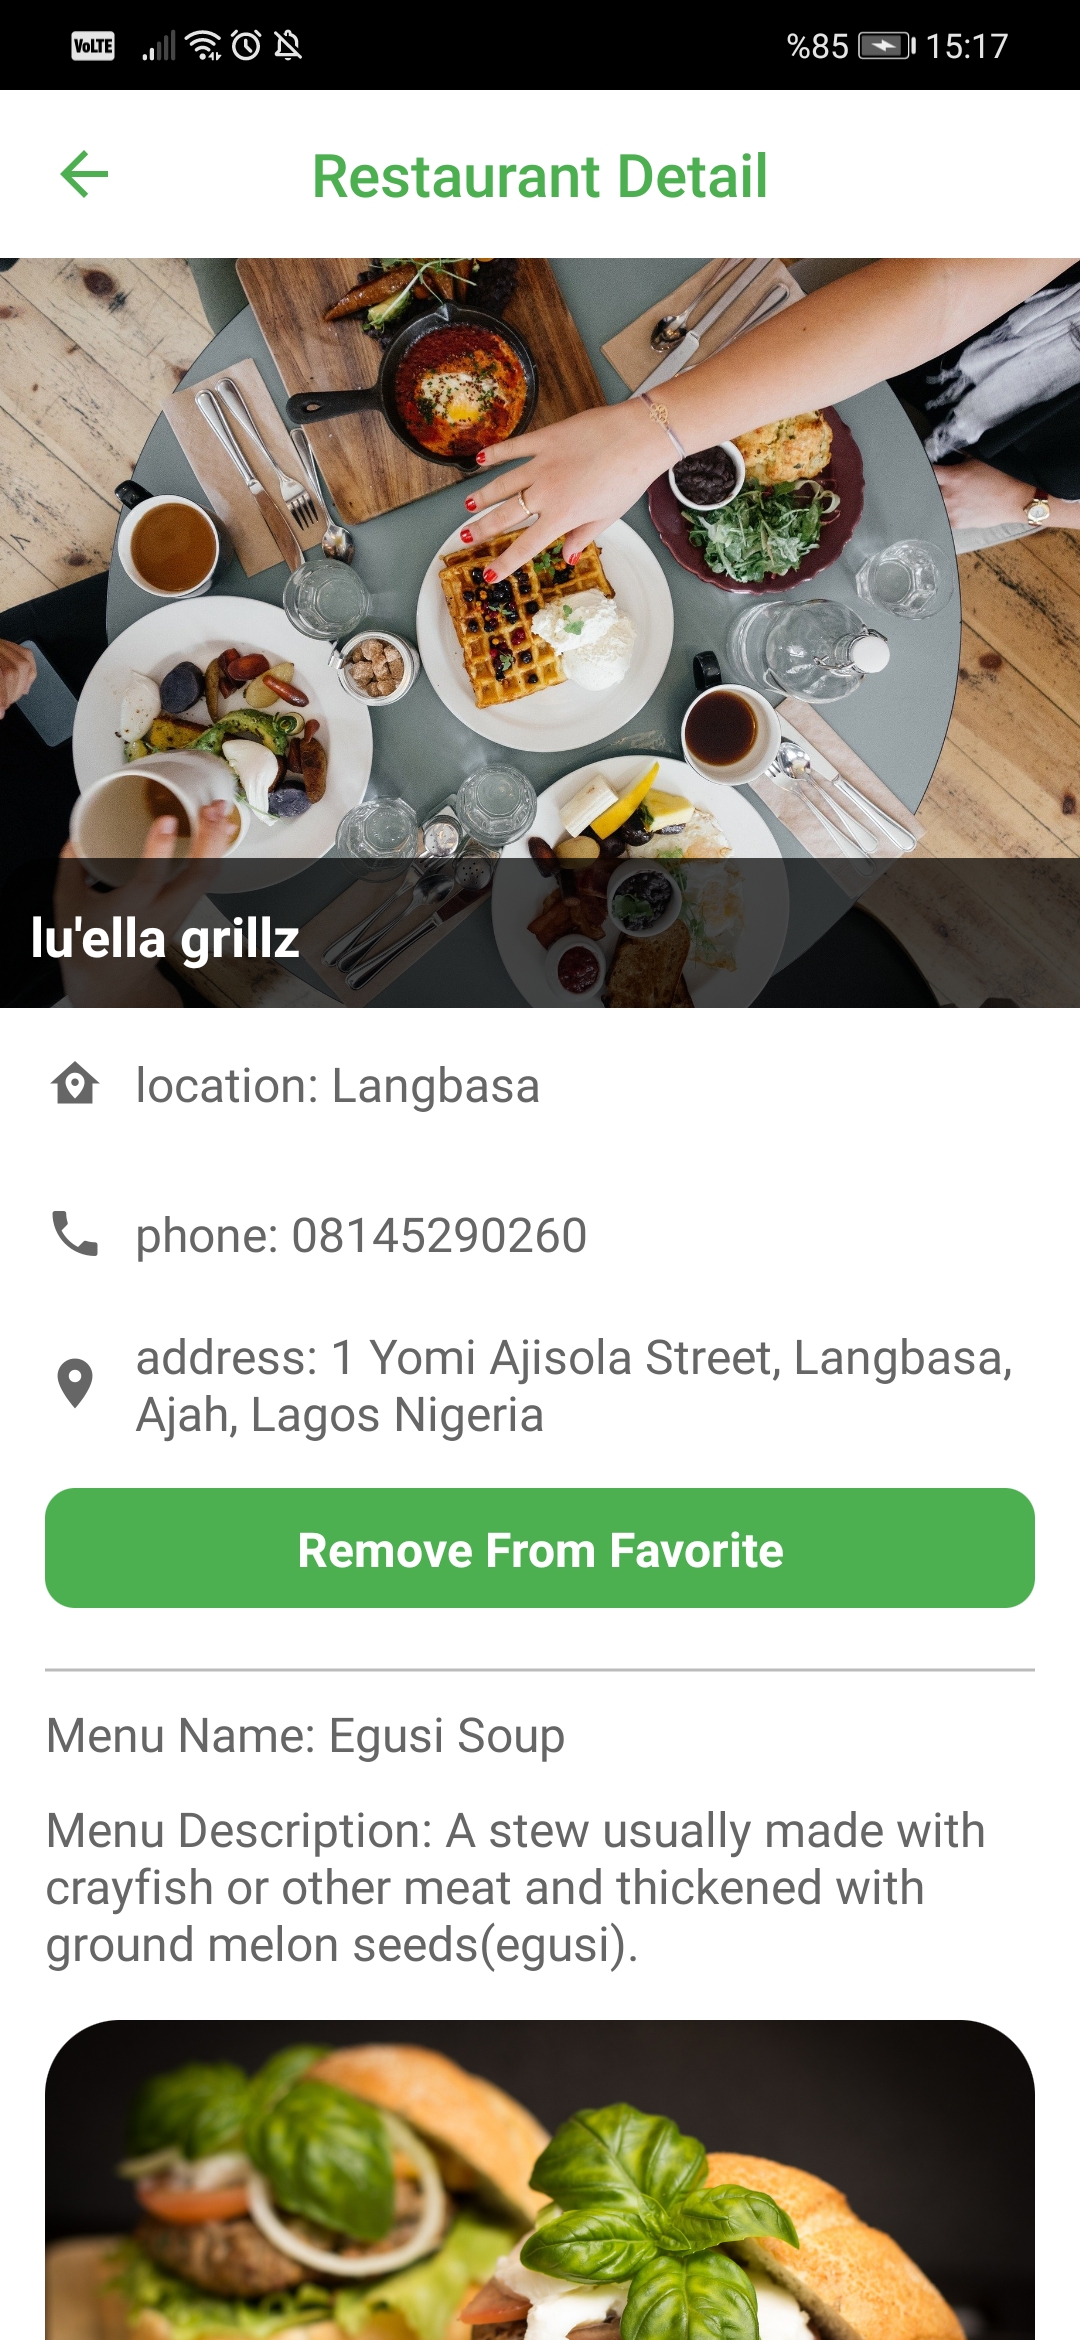 VoLTE %85 15:17
Restaurant Detail
lu'ella grillz
location: Langbasa
phone: 08145290260
address: 1 Yomi Ajisola Street, Langbasa,
Ajah, Lagos Nigeria
Remove From Favorite
Menu Name: Egusi Soup
Menu Description: A stew usually made with
crayfish or other meat and thickened with
ground melon seeds(egusi).